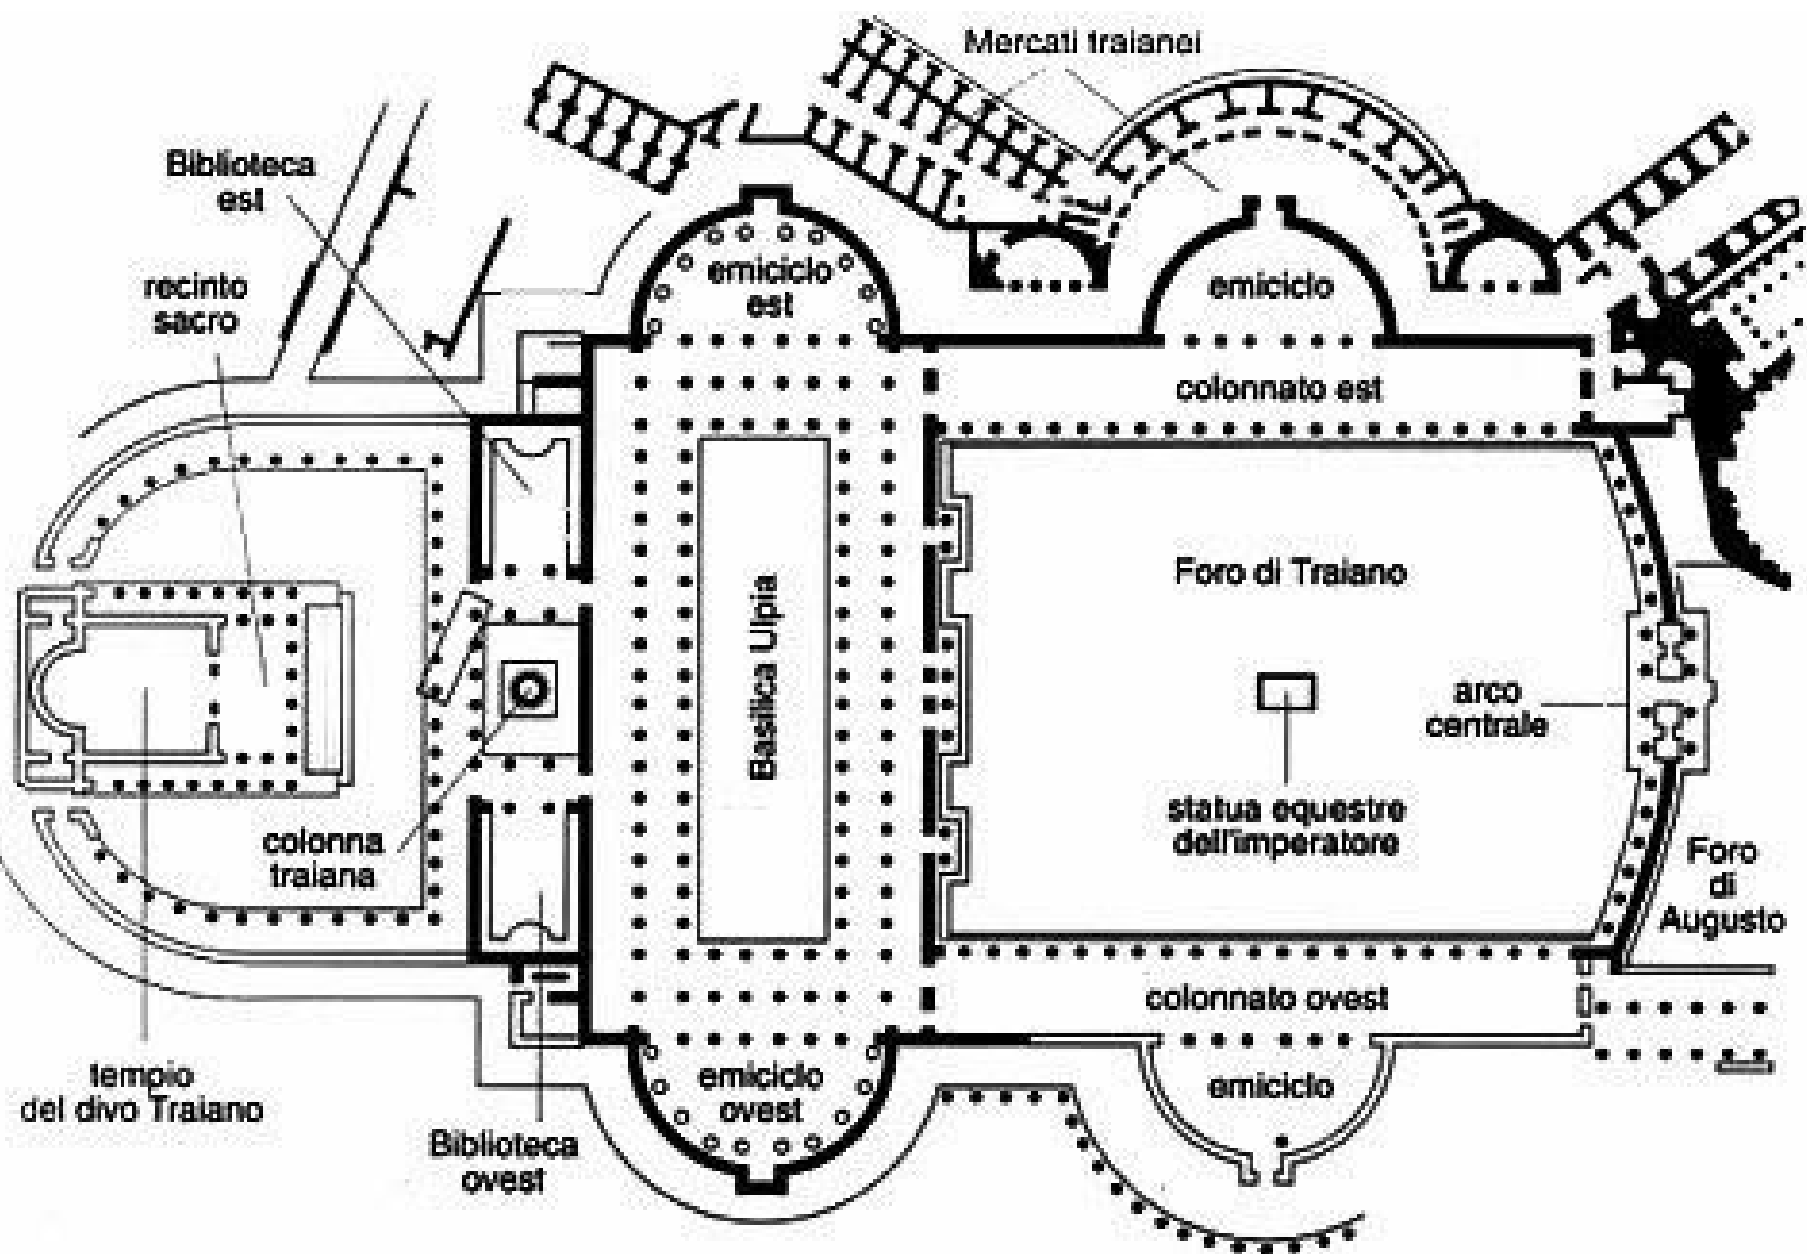 Mercati traianei
Biblioteca
est
recinto
sacro
emiciclo
est
emiciclo
colonnato est
Foro di Traiano
Basilica Ulpia
arco
centrale
statua equestre
dell'imperatore
colonna
traiana
Foro
di
Augusto
colonnato ovest
tempio
del divo Traiano
emiciclo
ovest
emiciclo
Biblioteca
ovest